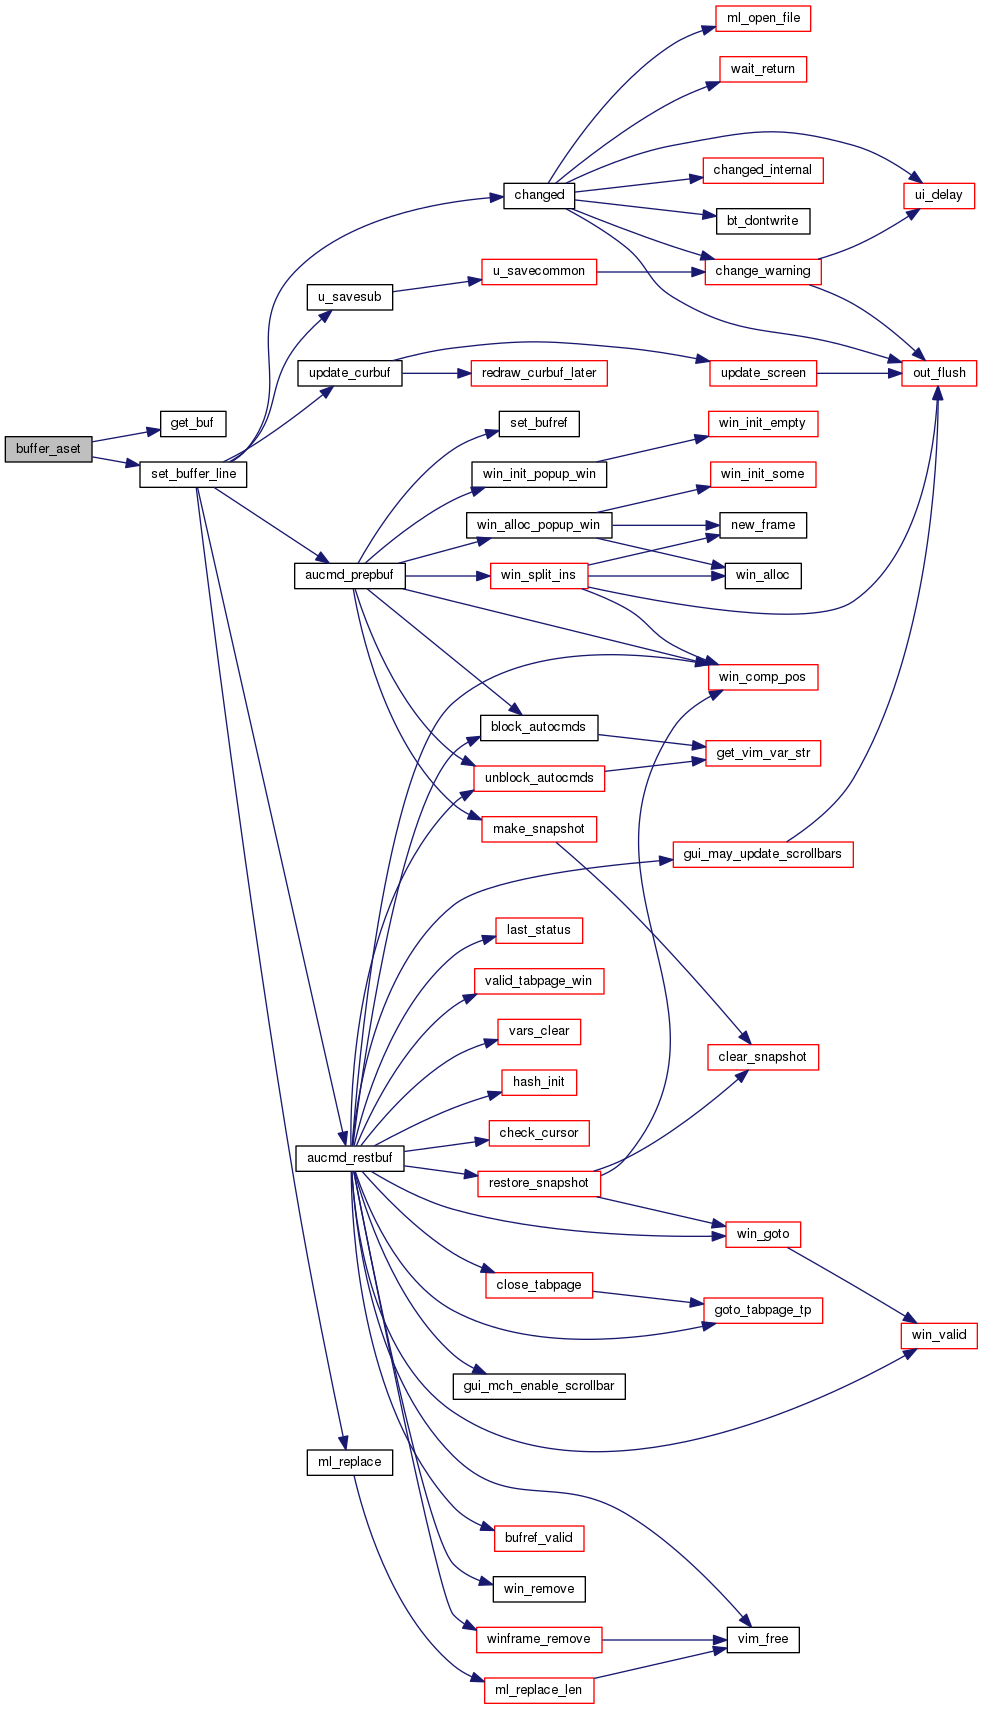 ml_open_file
wait_return
changed_internal
changed
ui_delay
bt_dontwrite
u_savecommon
change_warning
u_savesub
update_curbuf
redraw_curbuf_later
update_screen
out_flush
get_buf
set_bufref
win_init_empty
buffer_aset
set_buffer_line
win_init_popup_win
win_init_some
win_alloc_popup_win
new_frame
aucmd_prepbuf
win_split_ins
win_alloc
win_comp_pos
block_autocmds
get_vim_var_str
unblock_autocmds
make_snapshot
gui_may_update_scrollbars
last_status
valid_tabpage_win
vars_clear
clear_snapshot
hash_init
check_cursor
aucmd_restbuf
restore_snapshot
win_goto
close_tabpage
goto_tabpage_tp
win_valid
gui_mch_enable_scrollbar
ml_replace
bufref_valid
win_remove
winframe_remove
vim_free
ml_replace_len